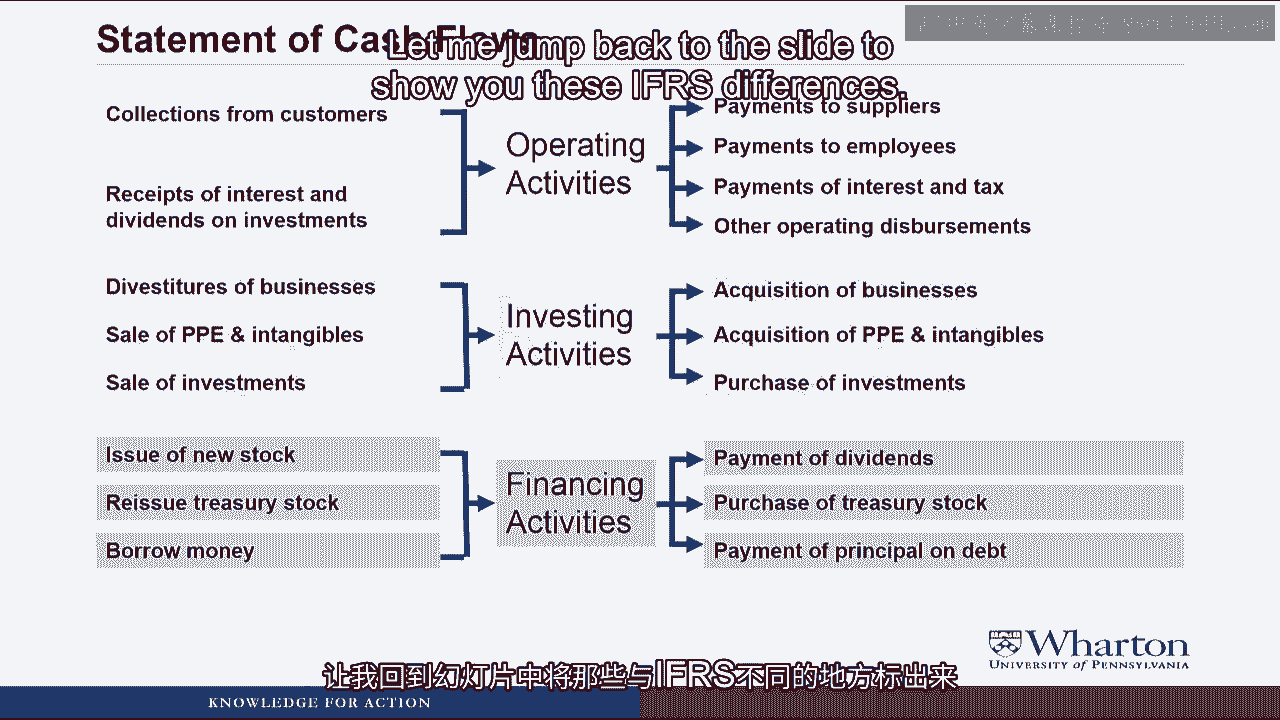 Statement of Cash Flows
Let me jump back to the slide to
show you these IFRS differences.
Collections from customers
Receipts of interest and
dividends on investments
Operating
Activities
Payments to suppliers
Payments to employees
Payments of interest and tax
Other operating disbursements
Divestitures of businesses
Sale of PPE & intangibles
Sale of investments
Investing
Activities
Acquisition of businesses
Acquisition of PPE & intangibles
Purchase of investments
Issue of new stock
Reissue treasury stock
Borrow money
Financing
Activities
Payment of dividends
Purchase of treasury stock
Payment of principal on debt
Wharton
UNIVERSITY OF PENNSYLVANIA
让我回到幻灯片中将那些与IFRS不同的地方标出来
KNOWLEDGE FOR ACTION